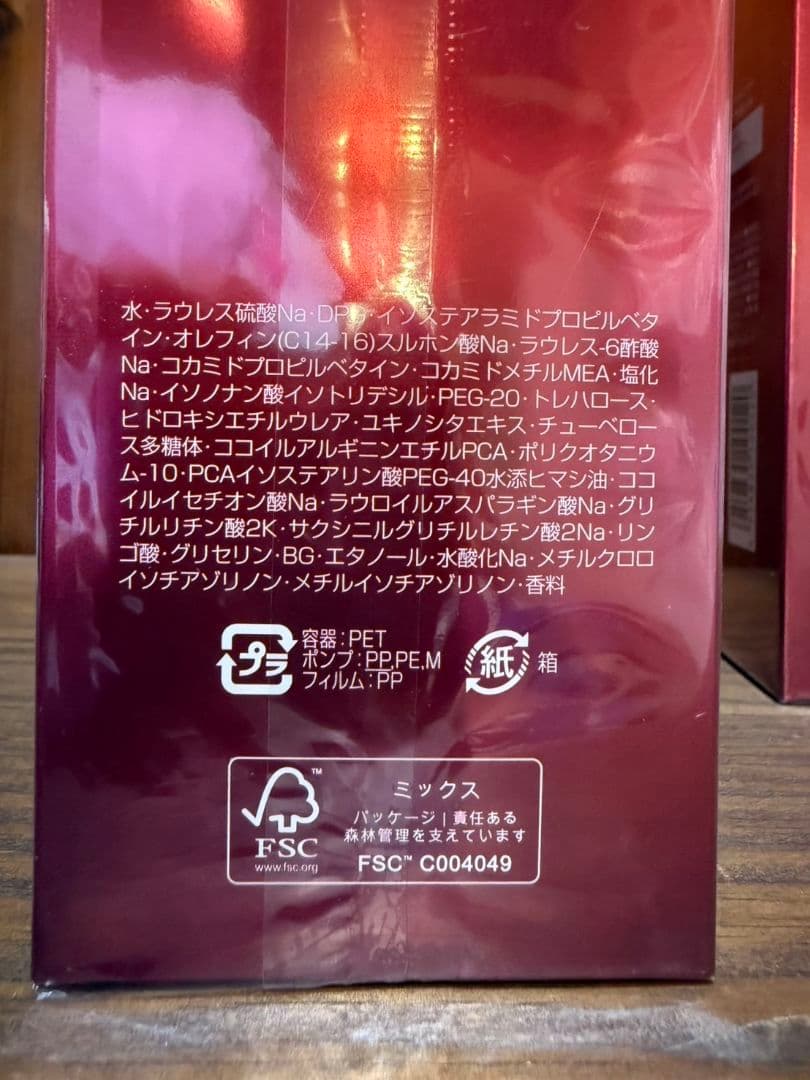 水・ラウレス硫酸Na・DP・イソステアラミドプロピルベタ
イン・オレフィン(C14-16)スルホン酸Na・ラウレス-6酢酸
Na・コカミドプロピルベタイン・コカミドメチルMEA・塩化
Na・イソノナン酸イソトリデシル・PEG-20・トレハロース・
ヒドロキシエチルウレア・ユキノシタエキス・チューベロー
ス多糖体・ココイルアルギニンエチルPCA・ポリクオタニウ
ム-10・PCAイソステアリン酸PEG-40水添ヒマシ油・ココ
イルイセチオン酸Na・ラウロイルアスパラギン酸Na・グリ
チルリチン酸2K・サクシニルグリチルレチン酸2Na・リン
ゴ酸・グリセリン・BG・エタノール・水酸化Na・メチルクロロ
イソチアゾリノン・メチルイソチアゾリノン・香料
プラ
容器:PET
ポンプ:PP,PE,M
フィルム:PP
紙 箱
FSC™
www.fsc.org
ミックス
パッケージ|責任ある
森林管理を支えています
FSC™ C004049